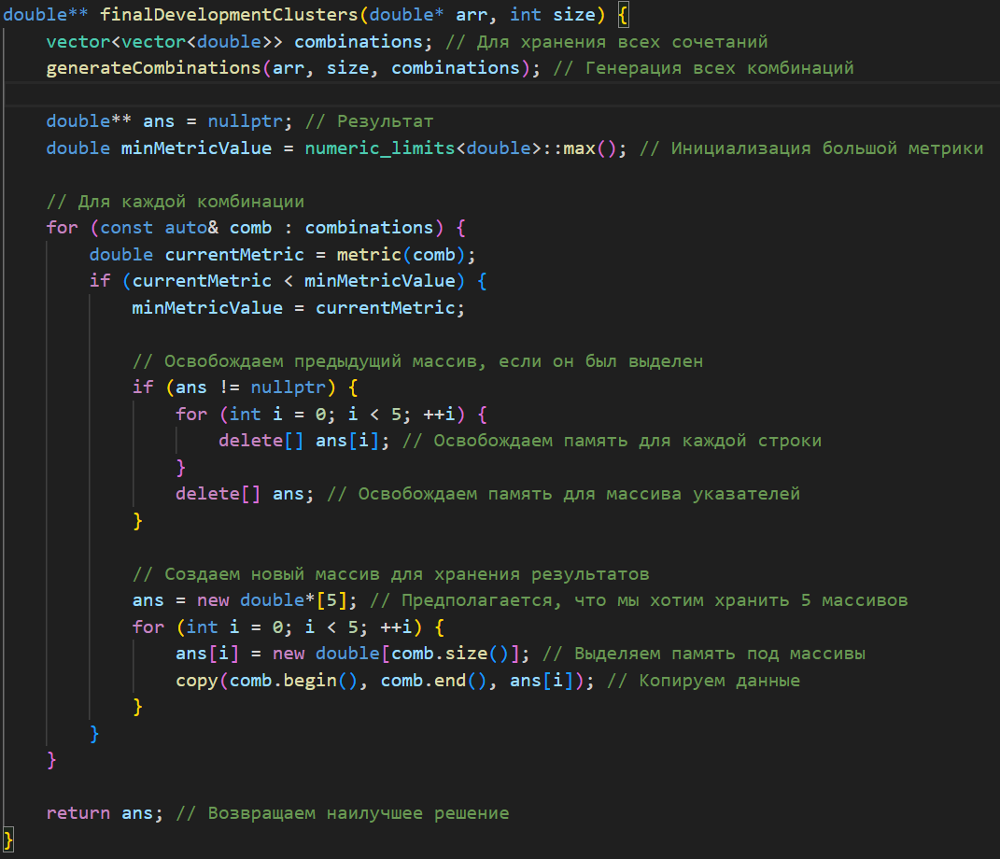 double** finalDevelopmentClusters(double* arr, int size) {
vector<vector<double>> combinations; // Для хранения всех сочетаний
generateCombinations(arr, size, combinations); // Генерация всех комбинаций
double** ans = nullptr; // Результат
double minMetricValue = numeric_limits<double>::max(); // Инициализация большой метрики
// Для каждой комбинации
for (const auto& comb : combinations) {
double currentMetric = metric(comb);
if (currentMetric < minMetricValue) {
minMetricValue = currentMetric;
// Освобождаем предыдущий массив, если он был выделен
if (ans != nullptr) {
for (int i = 0; i < 5; ++i) {
delete[] ans[i]; // Освобождаем память для каждой строки
}
delete[] ans; // Освобождаем память для массива указателей
}
// Создаем новый массив для хранения результатов
ans = new double*[5]; // Предполагается, что мы хотим хранить 5 массивов
for (int i = 0; i < 5; ++i) {
ans[i] = new double[comb.size()]; // Выделяем память под массивы
copy(comb.begin(), comb.end(), ans[i]); // Копируем данные
}
}
}
return ans; // Возвращаем наилучшее решение
}